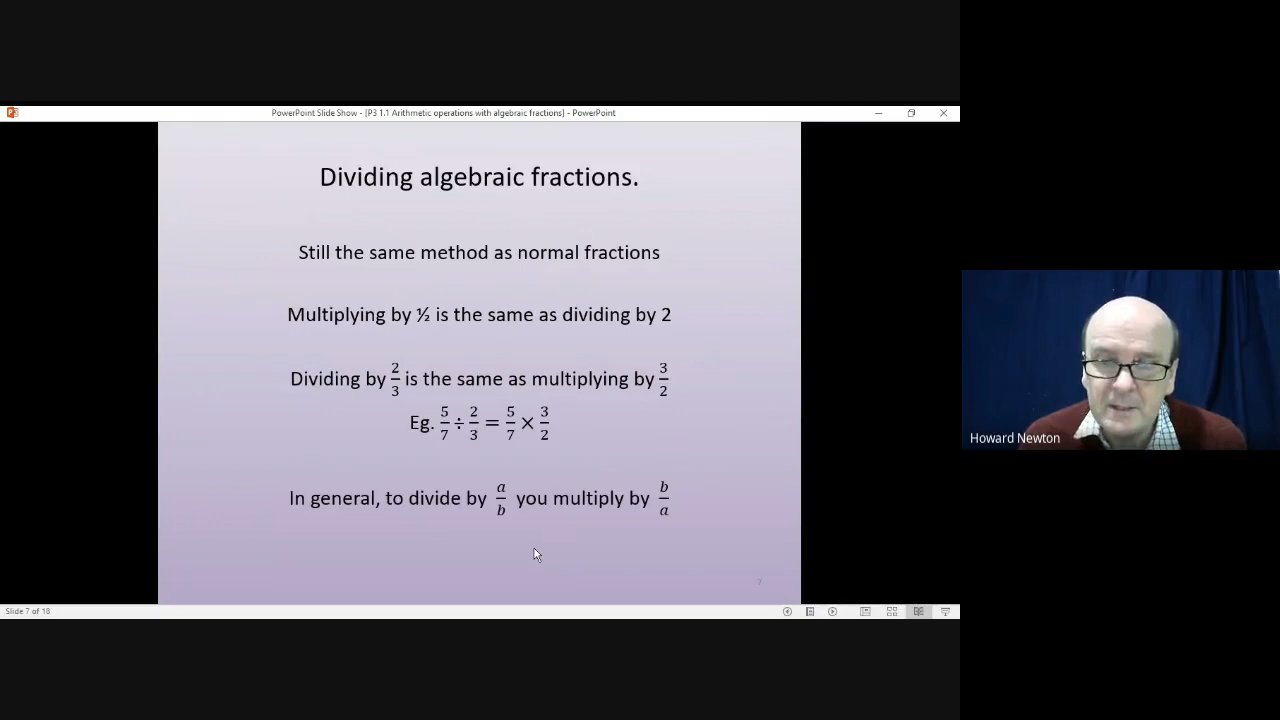 PowerPoint Slide Show - [P3 1.1 Arithmetic operations with algebraic fractions] - PowerPoint
Dividing algebraic fractions.
Still the same method as normal fractions
Multiplying by ½ is the same as dividing by 2
Dividing by 2/3 is the same as multiplying by 3/2
Eg. 5/7 ÷ 2/3 = 5/7 × 3/2
In general, to divide by a/b you multiply by b/a
7
Slide 7 of 18
Howard Newton